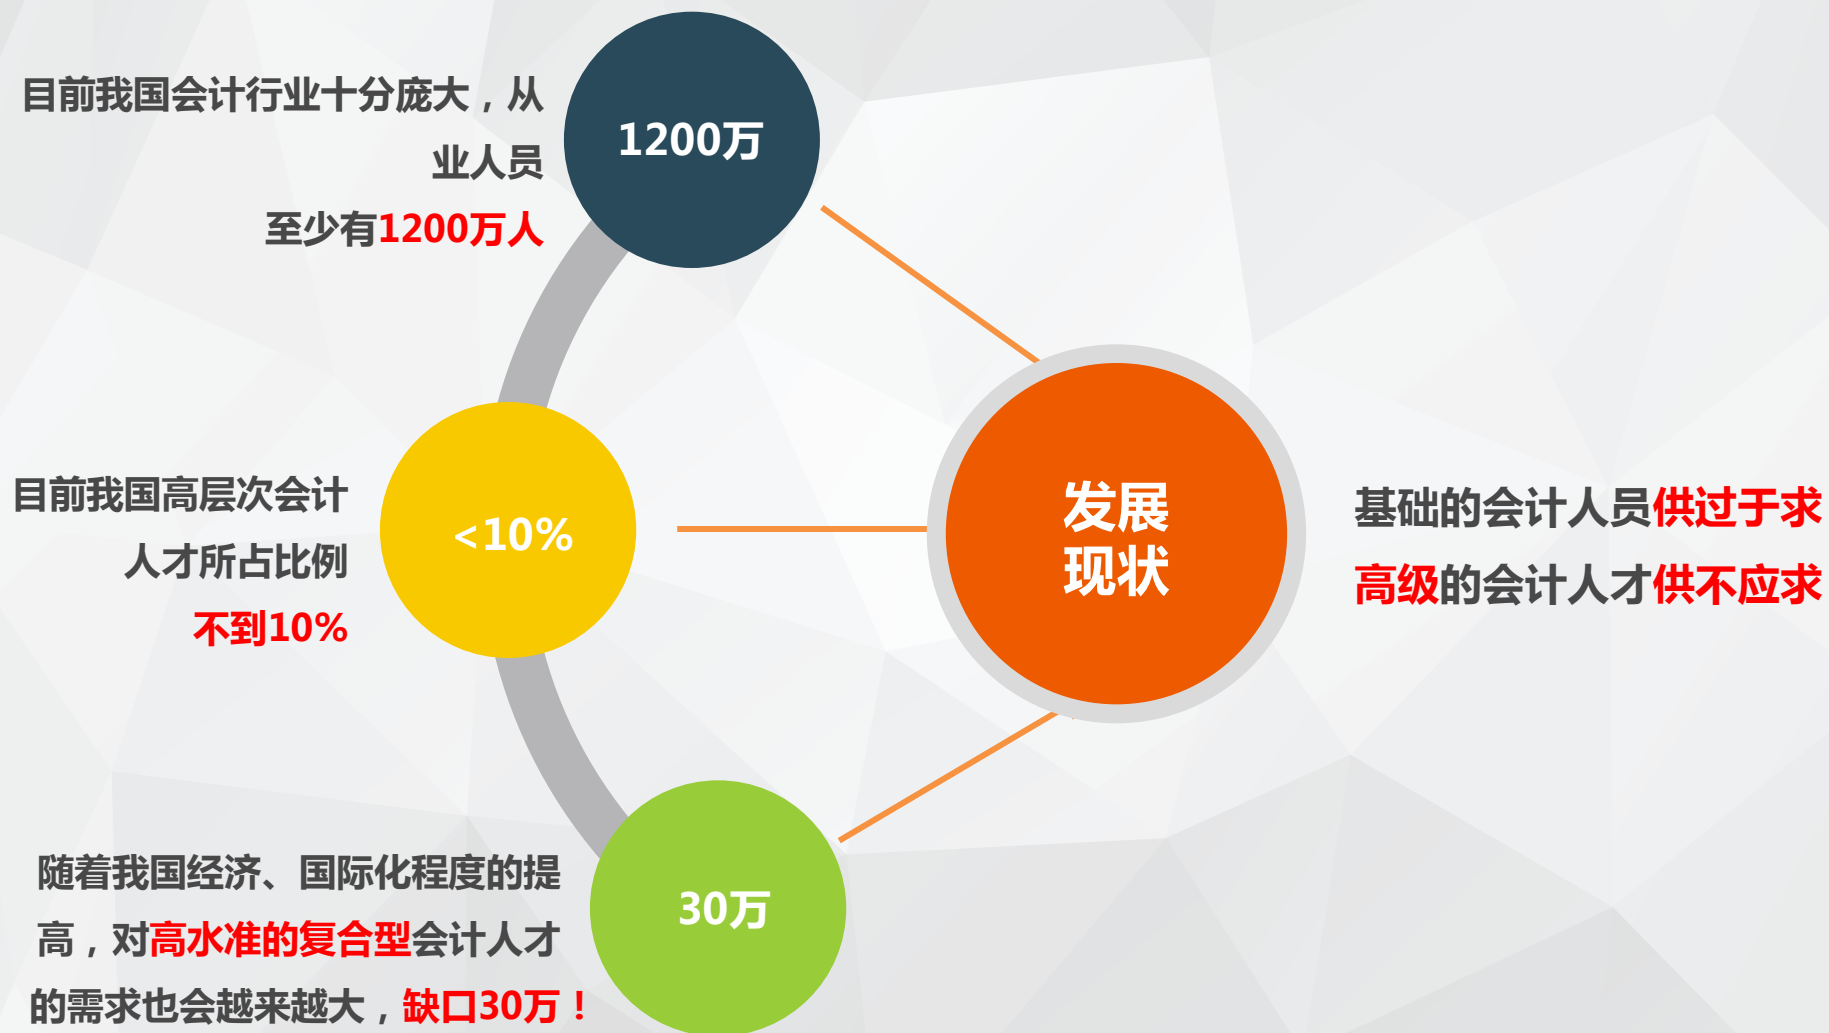 目前我国会计行业十分庞大，从
业人员
至少有1200万人
1200万
目前我国高层次会计
人才所占比例
不到10%
<10%
随着我国经济、国际化程度的提
高，对高水准的复合型会计人才
的需求也会越来越大，缺口30万！
30万
发展
现状
基础的会计人员供过于求
高级的会计人才供不应求